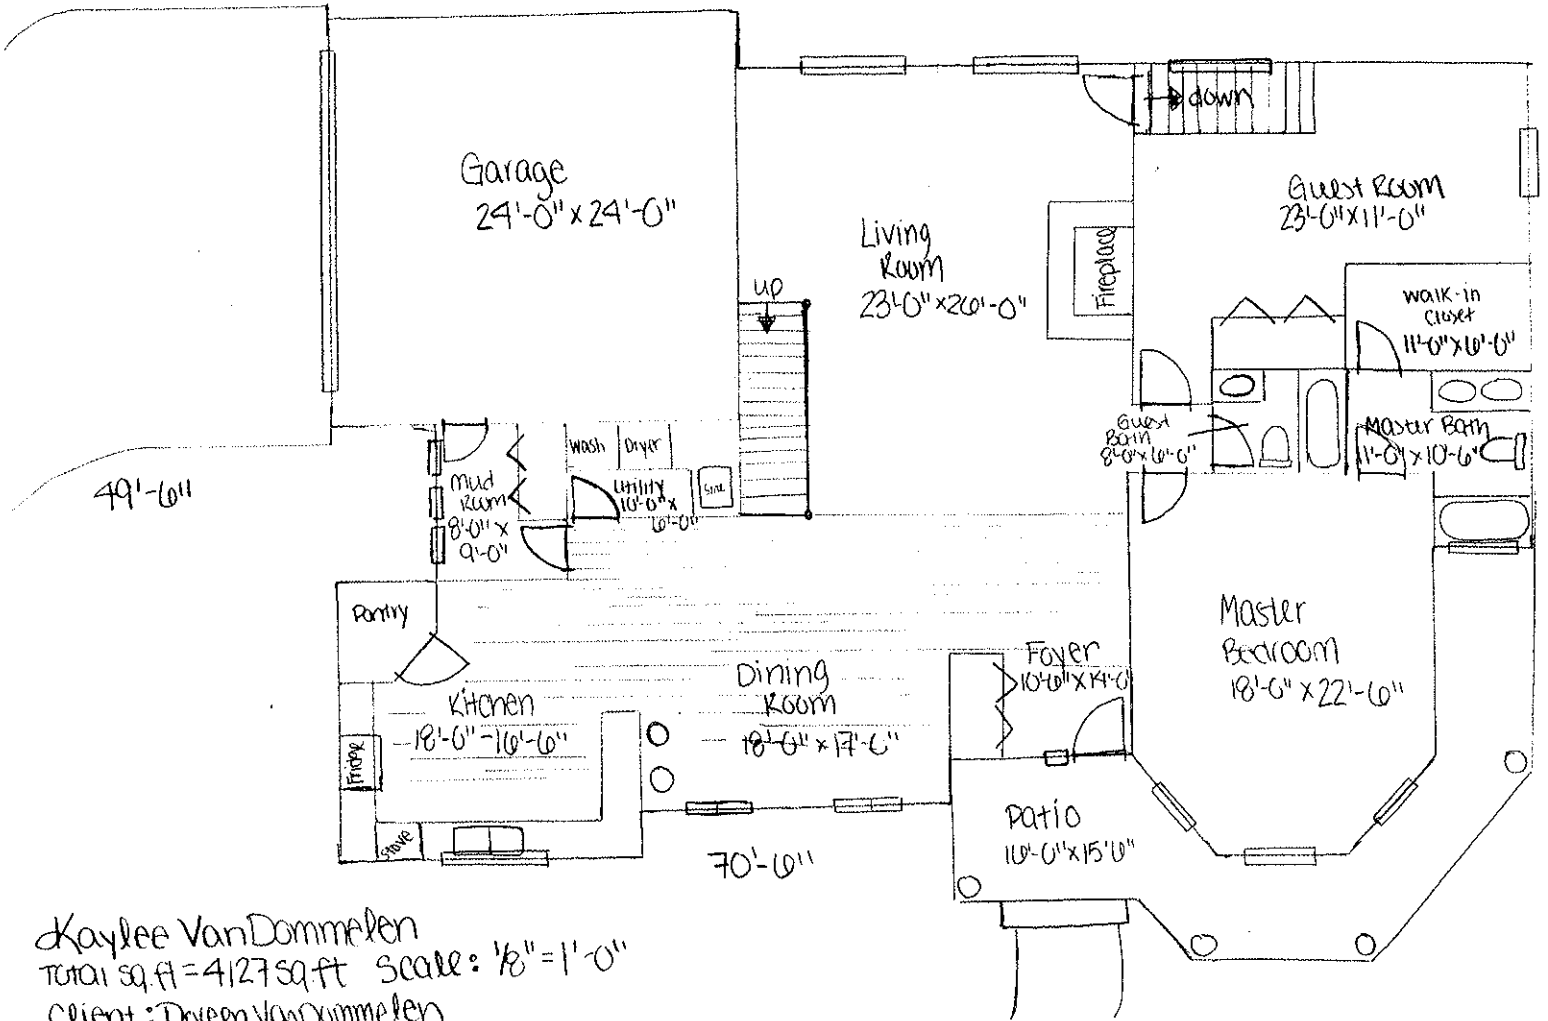 Garage
24'-0" x 24'-0"
down
Guest Room
23'-0" x 11'-0"
Living
Room
23'-0" x 26'-0"
Fireplace
up
walk-in
closet
11'-0" x 6'-0"
Guest
Bath
8'-0" x 6'-0"
Master Bath
11'-0" x 10'-6"
Wash
Dryer
Utility
10'-0" x
6'-0"
Sink
Mud
Room
8'-0" x
9'-0"
49'-6"
Pantry
Kitchen
18'-0" - 16'-6"
Fridge
Stove
Dining
Room
18'-0" x 17'-0"
Foyer
10'-6" x 14'-0
Master
Bedroom
18'-0" x 22'-6"
Patio
16'-0" x 15'0"
70'-6"
Kaylee VanDommelen
Total sq.ft = 4127 sq.ft Scale: 1/8" = 1'-0"
Client: Doreen VanDommelen